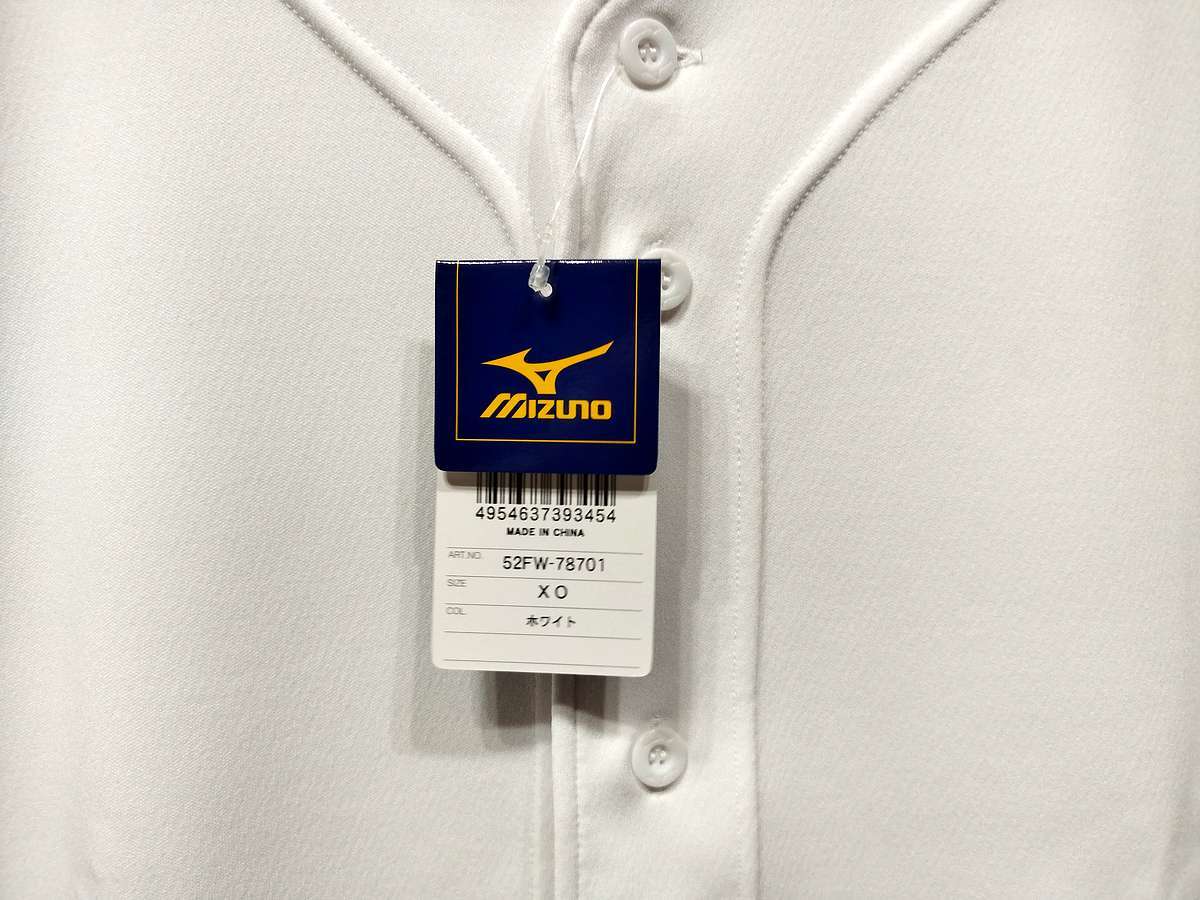 MIZUNO
4954637393454
MADE IN CHINA
ART.NO. 52FW-78701
SIZE XO
COL. ホワイト